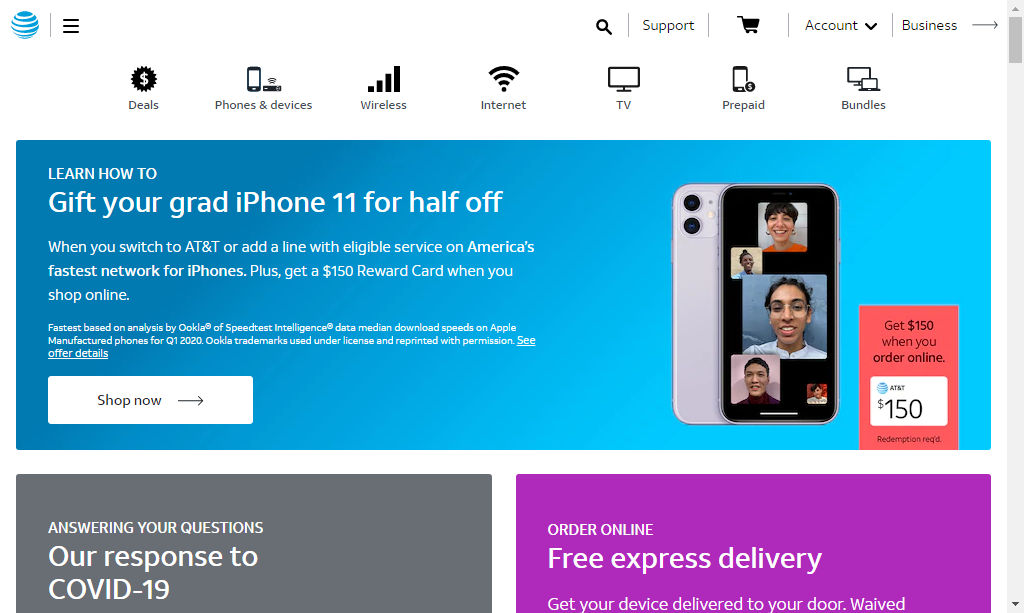 Support
Account
Business
Deals
Phones & devices
Wireless
Internet
TV
Prepaid
Bundles
LEARN HOW TO
Gift your grad iPhone 11 for half off
When you switch to AT&T or add a line with eligible service on America's
fastest network for iPhones. Plus, get a $150 Reward Card when you
shop online.
Fastest based on analysis by Ookla® of Speedtest Intelligence® data median download speeds on Apple
Manufactured phones for Q1 2020. Ookla trademarks used under license and reprinted with permission. See
offer details
Shop now
Get $150
when you
order online.
AT&T
$150
Redemption req'd.
ANSWERING YOUR QUESTIONS
Our response to
COVID-19
ORDER ONLINE
Free express delivery
Get your device delivered to your door. Waived